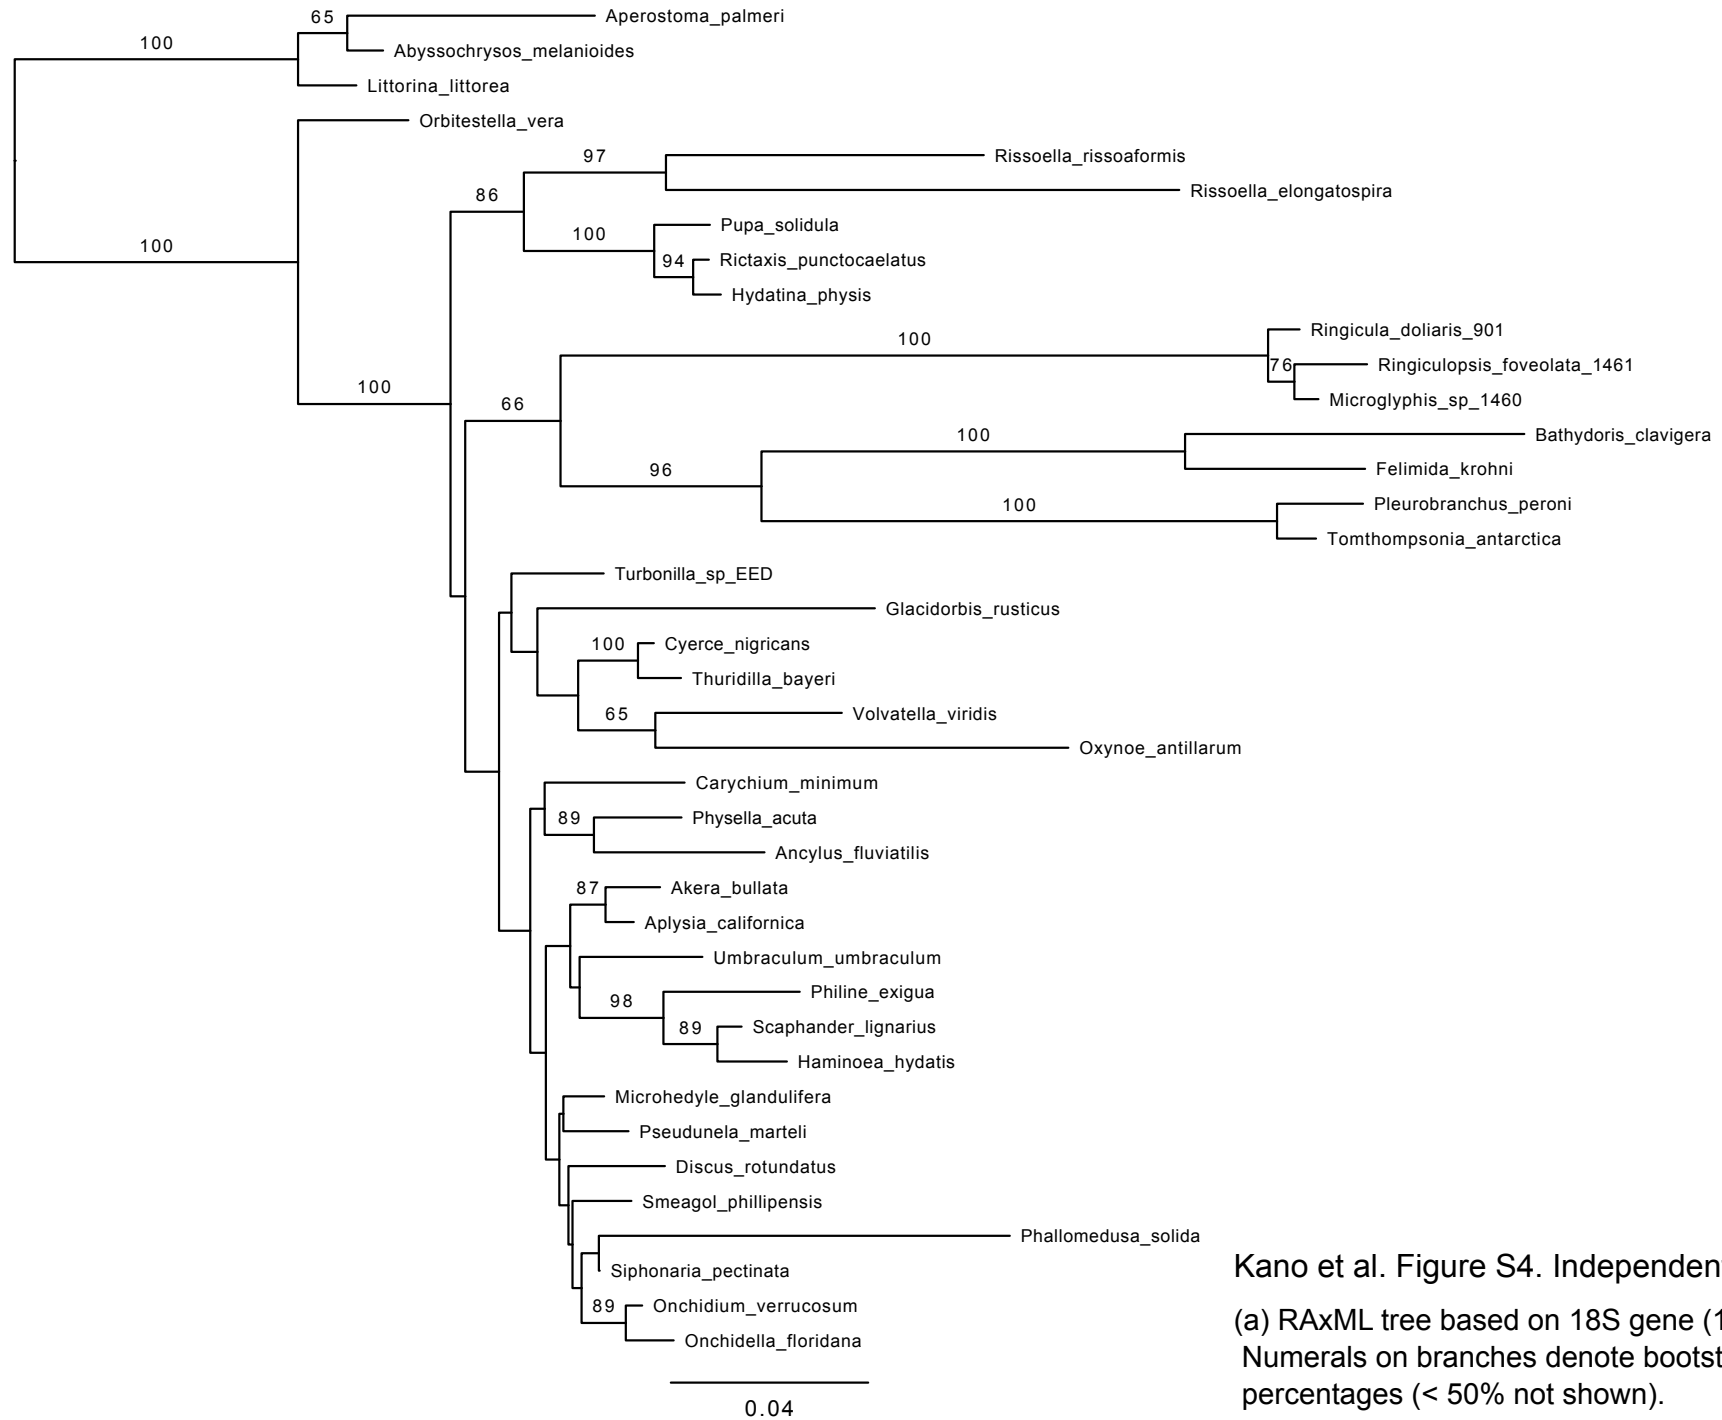 65
Aperostoma_palmeri
100
Abyssochrysos_melanioides
Littorina_littorea
Orbitestella_vera
97
Rissoella_rissoaformis
86
Rissoella_elongatospira
100
Pupa_solidula
100
94
Rictaxis_punctocaelatus
Hydatina_physis
100
Ringicula_doliaris_901
76
Ringiculopsis_foveolata_1461
100
66
Microglyphis_sp_1460
100
Bathydoris_clavigera
96
Felimida_krohni
100
Pleurobranchus_peroni
Tomthompsonia_antarctica
Turbonilla_sp_EED
Glacidorbis_rusticus
100
Cyerce_nigricans
Thuridilla_bayeri
65
Volvatella_viridis
Oxynoe_antillarum
Carychium_minimum
89
Physella_acuta
Ancylus_fluviatilis
87
Akera_bullata
Aplysia_californica
Umbraculum_umbraculum
98
Philine_exigua
89
Scaphander_lignarius
Haminoea_hydatis
Microhedyle_glandulifera
Pseudunela_marteli
Discus_rotundatus
Smeagol_phillipensis
Phallomedusa_solida
Siphonaria_pectinata
89
Onchidium_verrucosum
Onchidella_floridana
0.04
Kano et al. Figure S4. Independen
(a) RAxML tree based on 18S gene (1
Numerals on branches denote bootst
percentages (< 50% not shown).